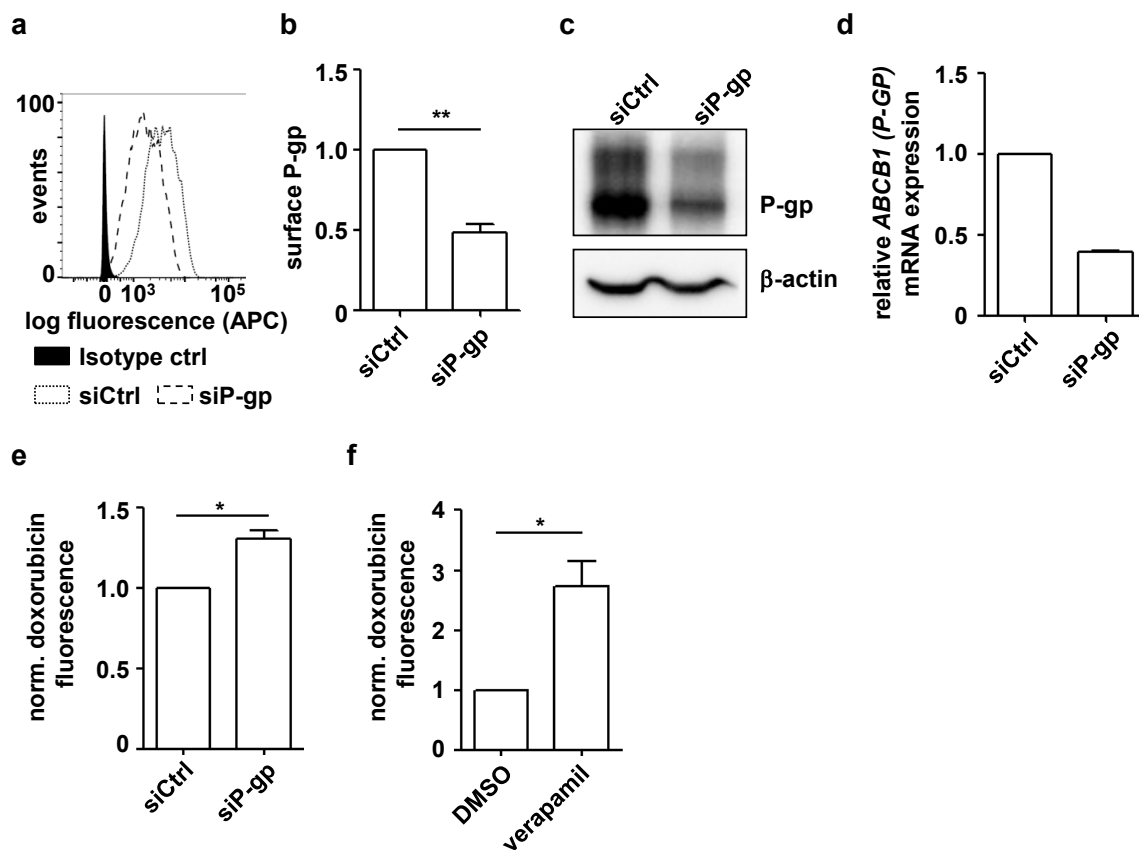 a
100
events
0
0 10³ 10⁵
log fluorescence (APC)
Isotype ctrl
siCtrl siP-gp
b
surface P-gp
1.5
1.0
0.5
0
**
siCtrl
siP-gp
c
siCtrl
siP-gp
P-gp
β-actin
d
relative ABCB1 (P-GP)
mRNA expression
1.5
1.0
0.5
0
siCtrl
siP-gp
e
norm. doxorubicin
fluorescence
1.5
1.0
0.5
0
*
siCtrl
siP-gp
f
norm. doxorubicin
fluorescence
4
3
2
1
0
*
DMSO
verapamil